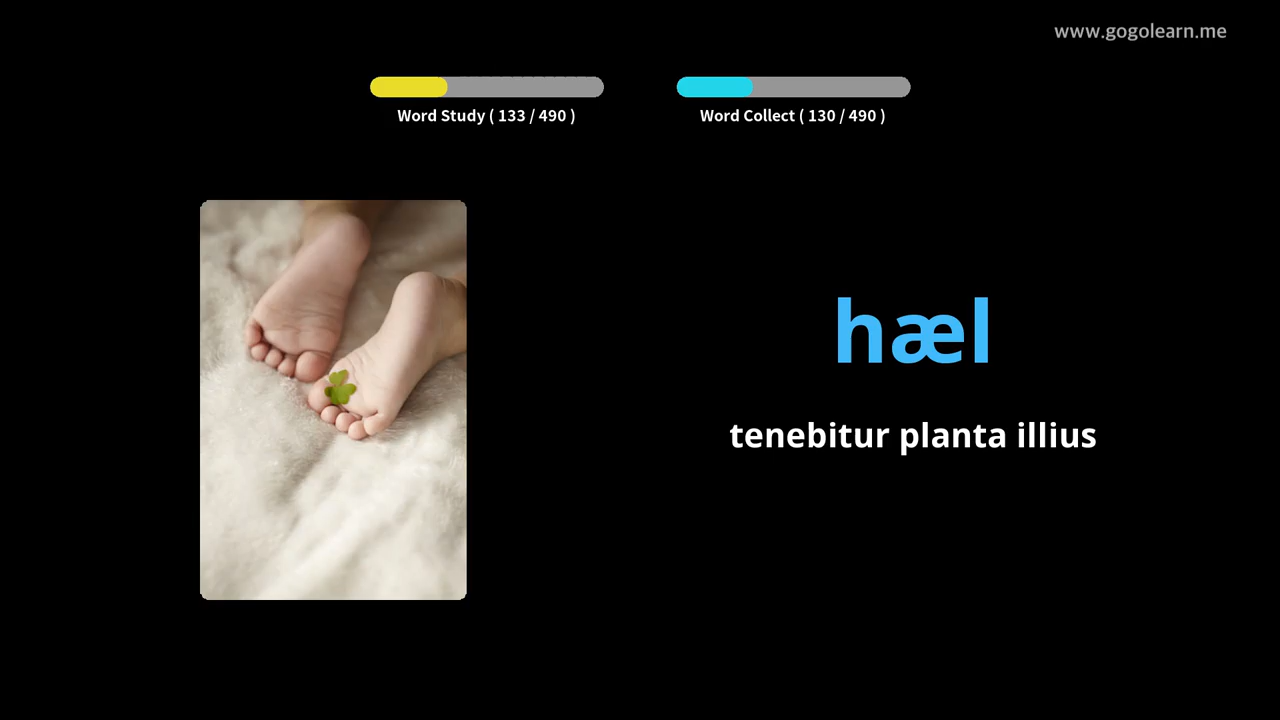 www.gogolearn.me
Word Study ( 133 / 490 )
Word Collect ( 130 / 490 )
hæl
tenebitur planta illius